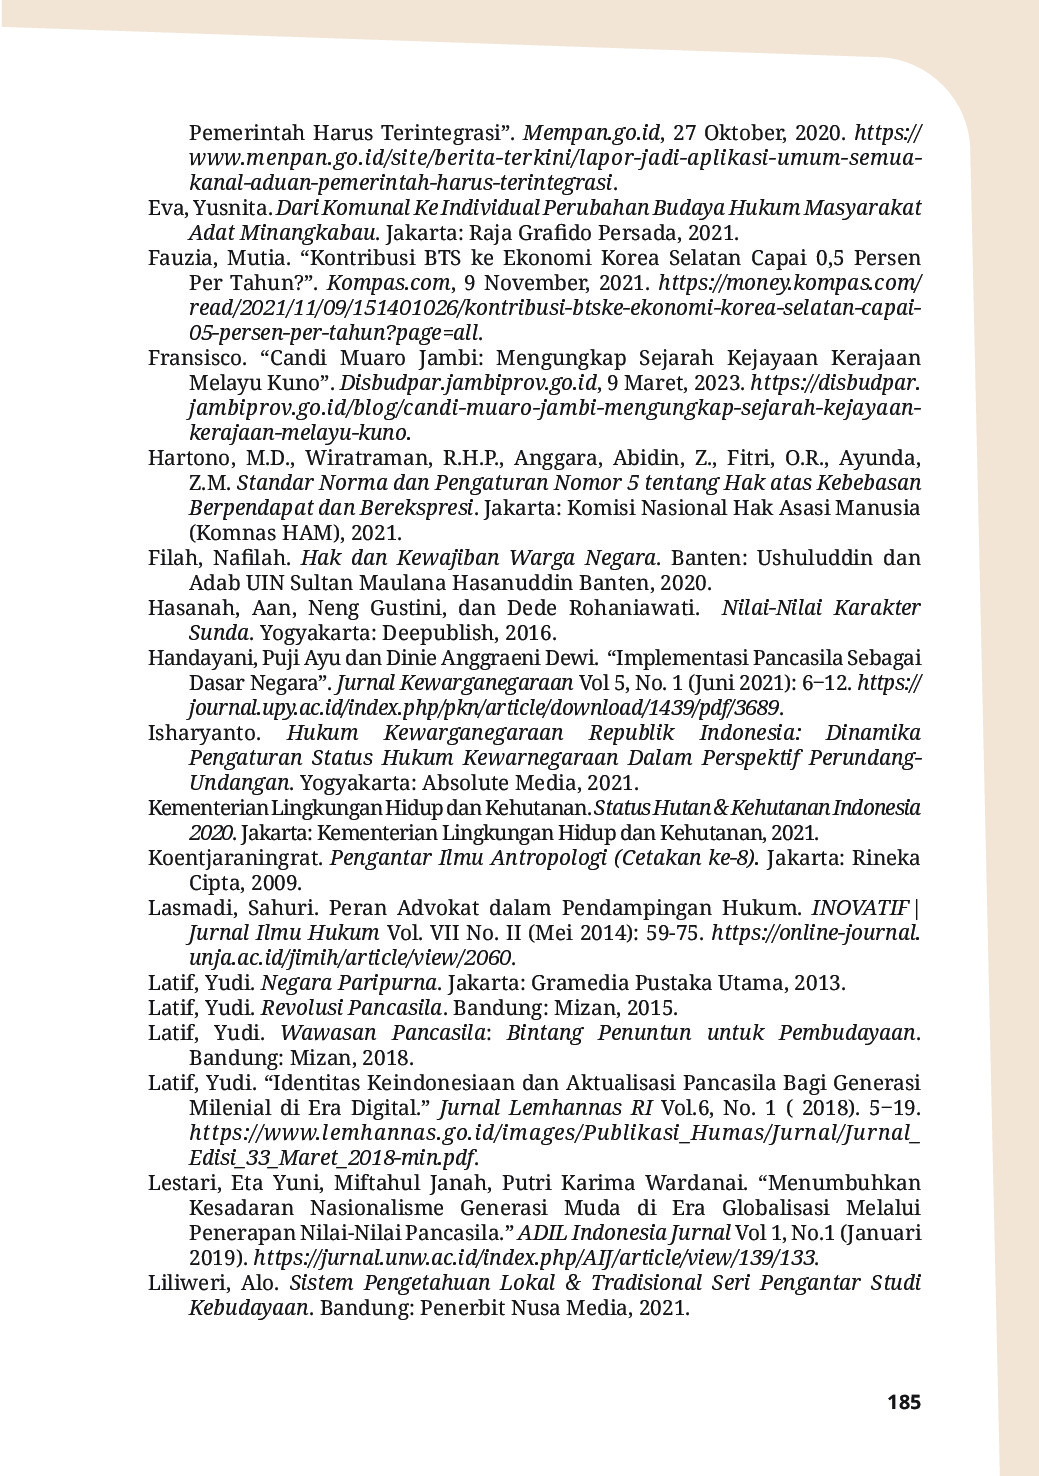 Pemerintah Harus Terintegrasi”. Mempan.go.id, 27 Oktober, 2020. https://
www.menpan.go.id/site/berita-terkini/lapor-jadi-aplikasi-umum-semua-
kanal-aduan-pemerintah-harus-terintegrasi.
Eva, Yusnita. Dari Komunal Ke Individual Perubahan Budaya Hukum Masyarakat
Adat Minangkabau. Jakarta: Raja Grafido Persada, 2021.
Fauzia, Mutia. “Kontribusi BTS ke Ekonomi Korea Selatan Capai 0,5 Persen
Per Tahun?”. Kompas.com, 9 November, 2021. https://money.kompas.com/
read/2021/11/09/151401026/kontribusi-btske-ekonomi-korea-selatan-capai-
05-persen-per-tahun?page=all.
Fransisco. “Candi Muaro Jambi: Mengungkap Sejarah Kejayaan Kerajaan
Melayu Kuno”. Disbudpar.jambiprov.go.id, 9 Maret, 2023. https://disbudpar.
jambiprov.go.id/blog/candi-muaro-jambi-mengungkap-sejarah-kejayaan-
kerajaan-melayu-kuno.
Hartono, M.D., Wiratraman, R.H.P., Anggara, Abidin, Z., Fitri, O.R., Ayunda,
Z.M. Standar Norma dan Pengaturan Nomor 5 tentang Hak atas Kebebasan
Berpendapat dan Berekspresi. Jakarta: Komisi Nasional Hak Asasi Manusia
(Komnas HAM), 2021.
Filah, Nafilah. Hak dan Kewajiban Warga Negara. Banten: Ushuluddin dan
Adab UIN Sultan Maulana Hasanuddin Banten, 2020.
Hasanah, Aan, Neng Gustini, dan Dede Rohaniawati. Nilai-Nilai Karakter
Sunda. Yogyakarta: Deepublish, 2016.
Handayani, Puji Ayu dan Dinie Anggraeni Dewi. “Implementasi Pancasila Sebagai
Dasar Negara”. Jurnal Kewarganegaraan Vol 5, No. 1 (Juni 2021): 6–12. https://
journal.upy.ac.id/index.php/pkn/article/download/1439/pdf/3689.
Isharyanto. Hukum Kewarganegaraan Republik Indonesia: Dinamika
Pengaturan Status Hukum Kewarnegaraan Dalam Perspektif Perundang-
Undangan. Yogyakarta: Absolute Media, 2021.
Kementerian Lingkungan Hidup dan Kehutanan. Status Hutan & Kehutanan Indonesia
2020. Jakarta: Kementerian Lingkungan Hidup dan Kehutanan, 2021.
Koentjaraningrat. Pengantar Ilmu Antropologi (Cetakan ke-8). Jakarta: Rineka
Cipta, 2009.
Lasmadi, Sahuri. Peran Advokat dalam Pendampingan Hukum. INOVATIF|
Jurnal Ilmu Hukum Vol. VII No. II (Mei 2014): 59-75. https://online-journal.
unja.ac.id/jimih/article/view/2060.
Latif, Yudi. Negara Paripurna. Jakarta: Gramedia Pustaka Utama, 2013.
Latif, Yudi. Revolusi Pancasila. Bandung: Mizan, 2015.
Latif, Yudi. Wawasan Pancasila: Bintang Penuntun untuk Pembudayaan.
Bandung: Mizan, 2018.
Latif, Yudi. “Identitas Keindonesiaan dan Aktualisasi Pancasila Bagi Generasi
Milenial di Era Digital.” Jurnal Lemhannas RI Vol.6, No. 1 ( 2018). 5–19.
https://www.lemhannas.go.id/images/Publikasi_Humas/Jurnal/Jurnal_
Edisi_33_Maret_2018-min.pdf.
Lestari, Eta Yuni, Miftahul Janah, Putri Karima Wardanai. “Menumbuhkan
Kesadaran Nasionalisme Generasi Muda di Era Globalisasi Melalui
Penerapan Nilai-Nilai Pancasila.” ADIL Indonesia Jurnal Vol 1, No.1 (Januari
2019). https://jurnal.unw.ac.id/index.php/AIJ/article/view/139/133.
Liliweri, Alo. Sistem Pengetahuan Lokal & Tradisional Seri Pengantar Studi
Kebudayaan. Bandung: Penerbit Nusa Media, 2021.
185